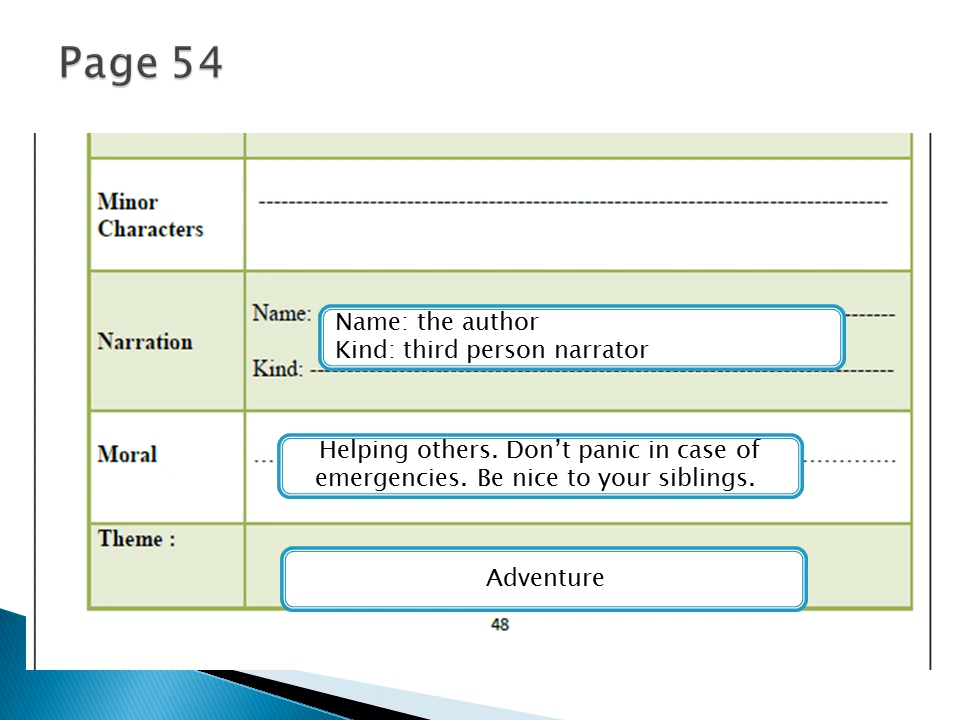 Page 54
Minor
Characters
--------------------------------------------------------------------------------------
Narration
Name:
Name: the author
Kind: third person narrator
Kind: --------------------------------------------------------------------------------
Moral
Helping others. Don’t panic in case of
emergencies. Be nice to your siblings.
Theme :
Adventure
48